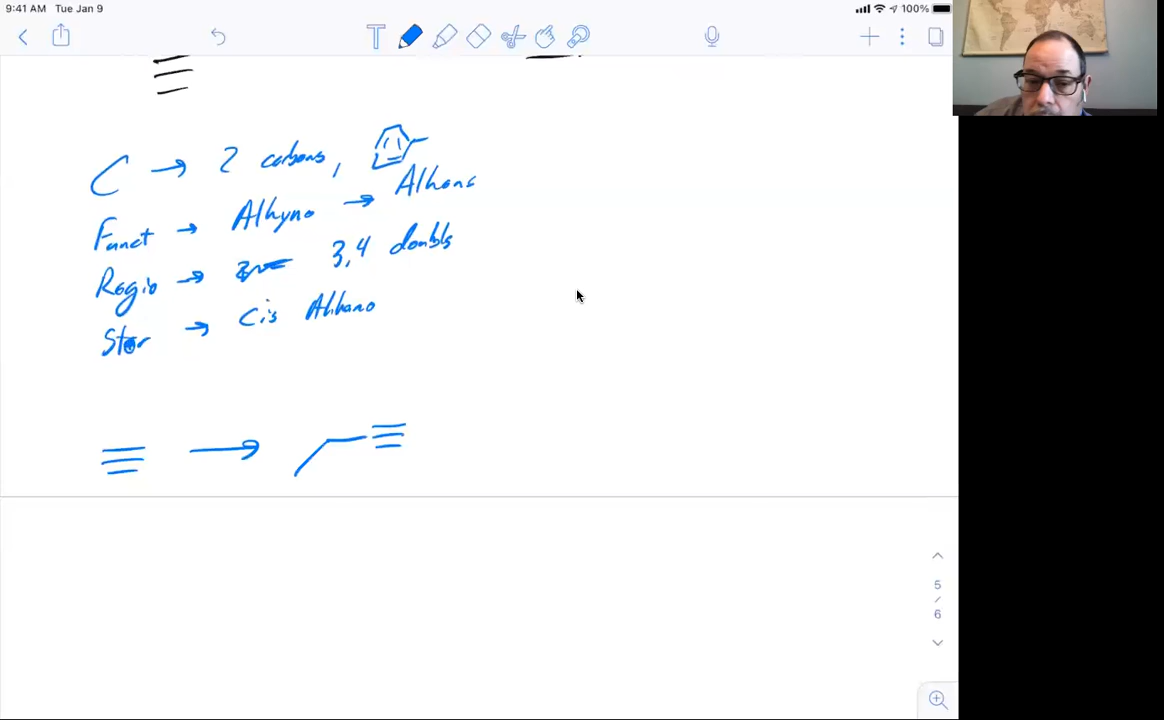 9:41 AM Tue Jan 9 100%
T
C → 2 carbons,
Funct → Alkyne → Alkene
Regio → 3,4 double
Ster → cis Alkene
5
/
6